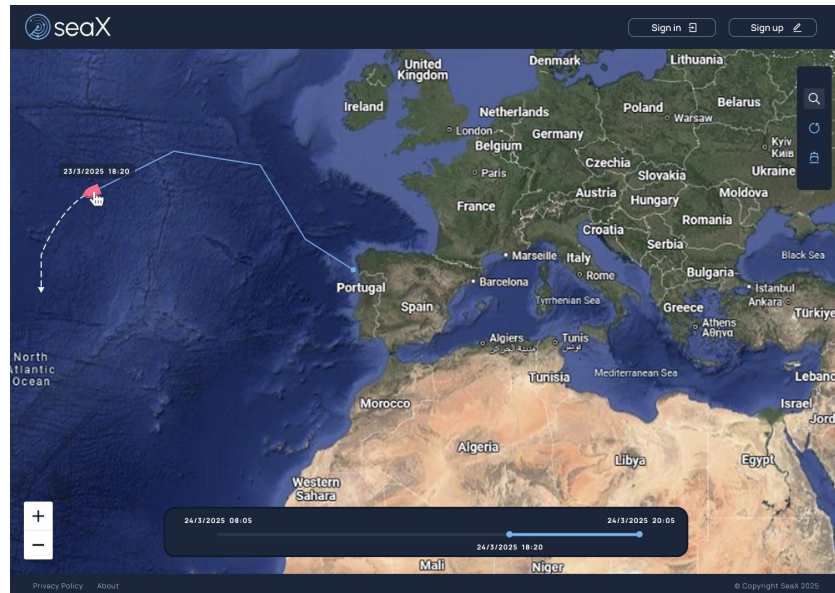 seaX
Sign in
Sign up
United
Kingdom
Denmark
Lithuania
Ireland
Netherlands
Poland
Belarus
Warsaw
London
Germany
Belgium
Kyiv
Київ
Czechia
23/3/2025 18:20
Paris
Slovakia
Ukraine
Austria
Hungary
Moldova
France
Romania
Croatia
Serbia
Marseille
Italy
Black Sea
Rome
Bulgaria
Portugal
Barcelona
Istanbul
Spain
Tyrrhenian Sea
Ankara
Greece
Türkiye
Athens
Αθήνα
Algiers
مدينة الجزائر
Tunis
تونس
North
Atlantic
Ocean
Tunisia
Mediterranean Sea
Lebano
Morocco
Israel
Jord
Algeria
Libya
Egypt
Western
Sahara
+
−
24/3/2025 08:05
24/3/2025 20:05
24/3/2025 18:20
Mali
Niger
Privacy Policy
About
© Copyright SeaX 2025